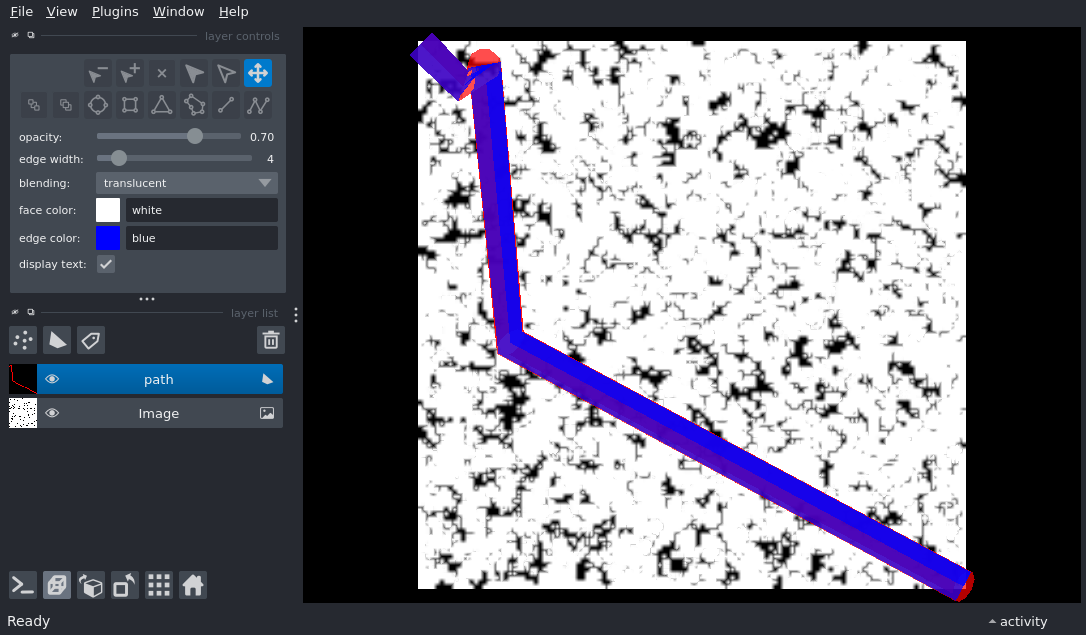 File View Plugins Window Help
layer controls
opacity: 0.70
edge width: 4
blending: translucent
face color: white
edge color: blue
display text:
layer list
path
Image
Ready
activity